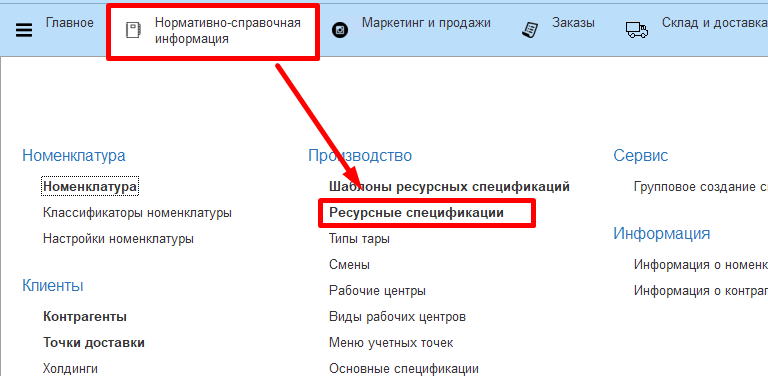 Главное
Нормативно-справочная
информация
Маркетинг и продажи
Заказы
Склад и доставка
Номенклатура
Номенклатура
Классификаторы номенклатуры
Настройки номенклатуры
Клиенты
Контрагенты
Точки доставки
Холдинги
Производство
Шаблоны ресурсных спецификаций
Ресурсные спецификации
Типы тары
Смены
Рабочие центры
Виды рабочих центров
Меню учетных точек
Основные спецификации
Сервис
Групповое создание с
Информация
Информация о номенк
Информация о контраг